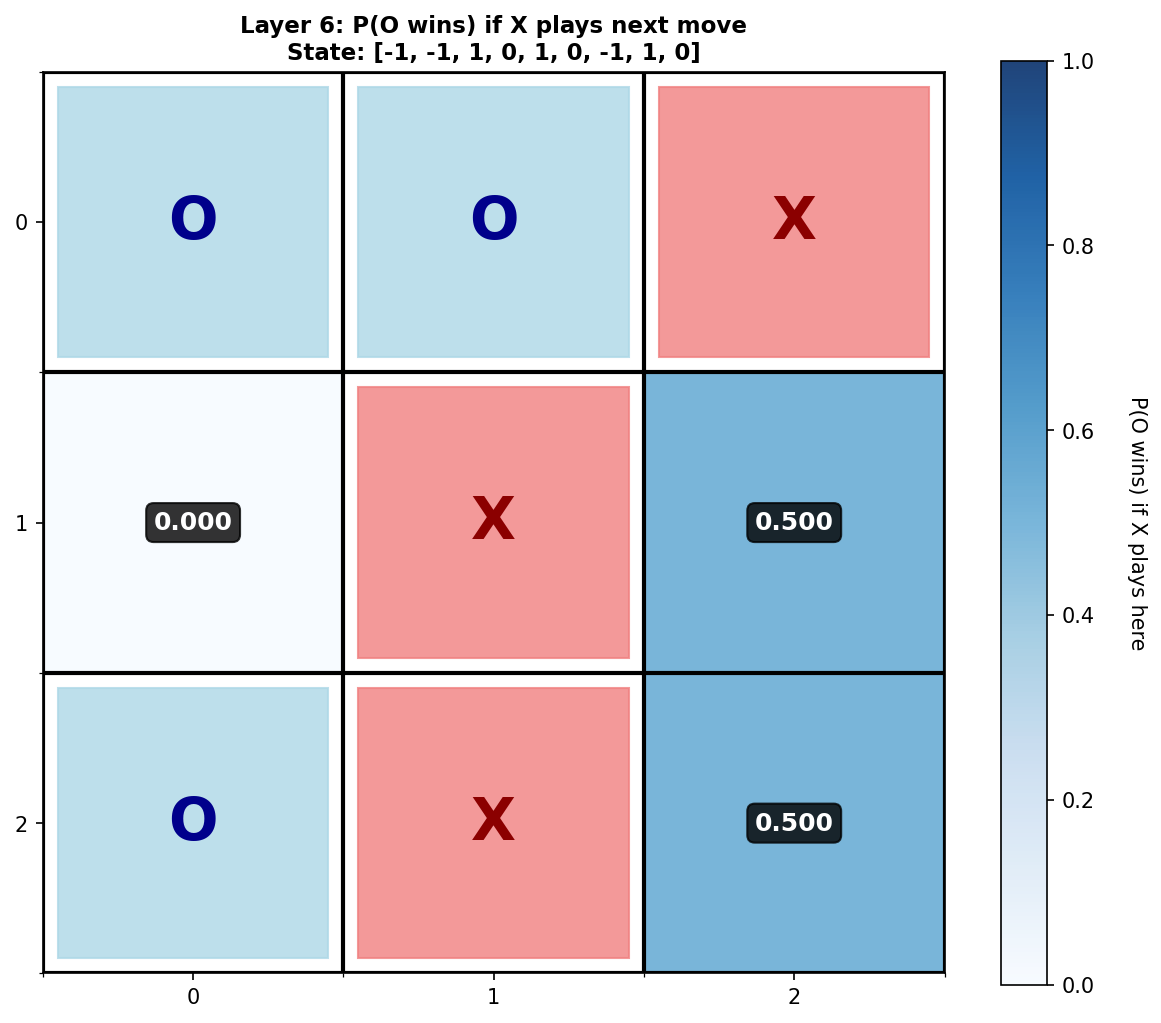 Layer 6: P(O wins) if X plays next move
State: [-1, -1, 1, 0, 1, 0, -1, 1, 0]
0
O
O
X
1
0.000
X
0.500
2
O
X
0.500
0
1
2
1.0
0.8
0.6
0.4
0.2
0.0
P(O wins) if X plays here